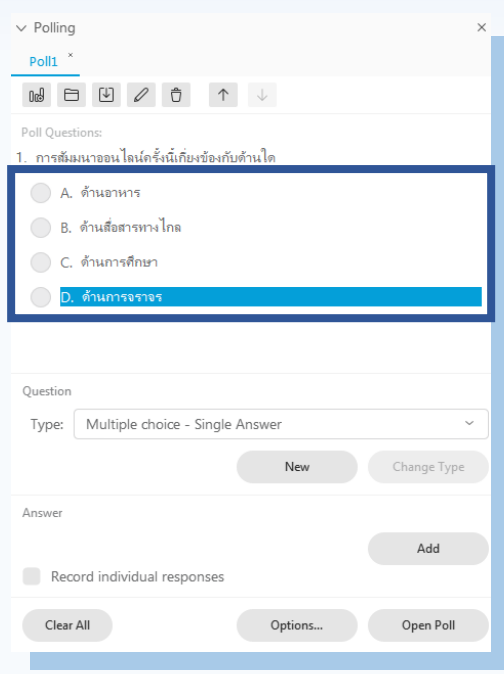 Polling
Poll1
Poll Questions:
1. การสัมมนาออนไลน์ครั้งนี้เกี่ยงข้องกับด้านใด
A. ด้านอาหาร
B. ด้านสื่อสารทางไกล
C. ด้านการศึกษา
D. ด้านการจราจร
Question
Type: Multiple choice - Single Answer
New Change Type
Answer
Add
Record individual responses
Clear All Options... Open Poll